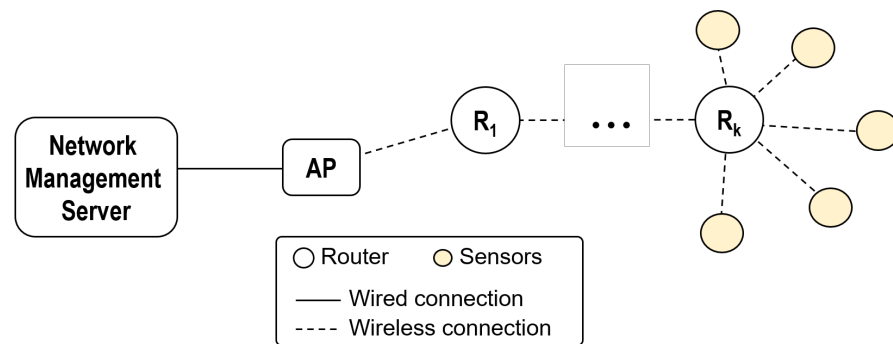 Network
Management
Server
AP
R₁
...
Rₖ
Router
Sensors
Wired connection
Wireless connection